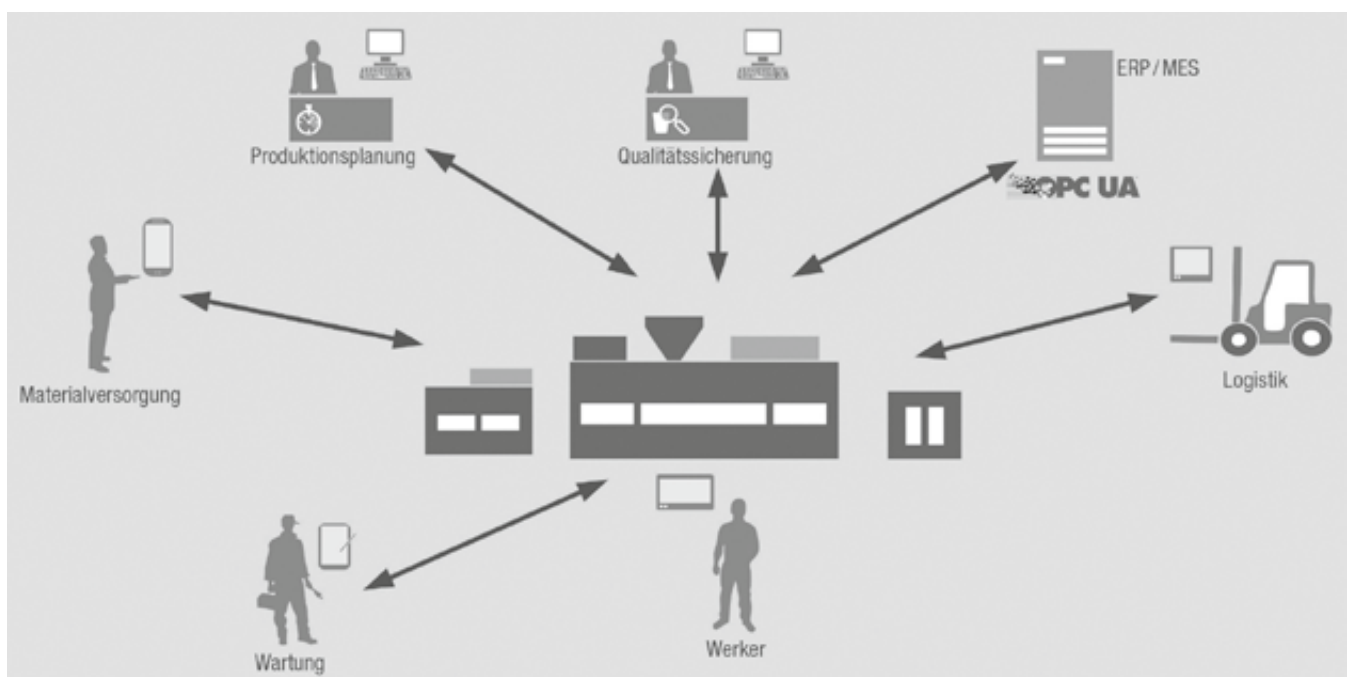 ERP / MES
Produktionsplanung
Qualitätssicherung
OPC UA
Materialversorgung
Logistik
Wartung
Werker